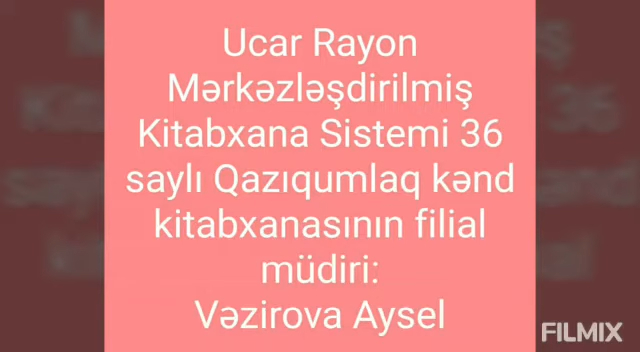 Ucar Rayon
Mərkəzləşdirilmiş
Kitabxana Sistemi 36
saylı Qazıqumlaq kənd
kitabxanasının filial
müdiri:
Vəzirova Aysel
FILMIX